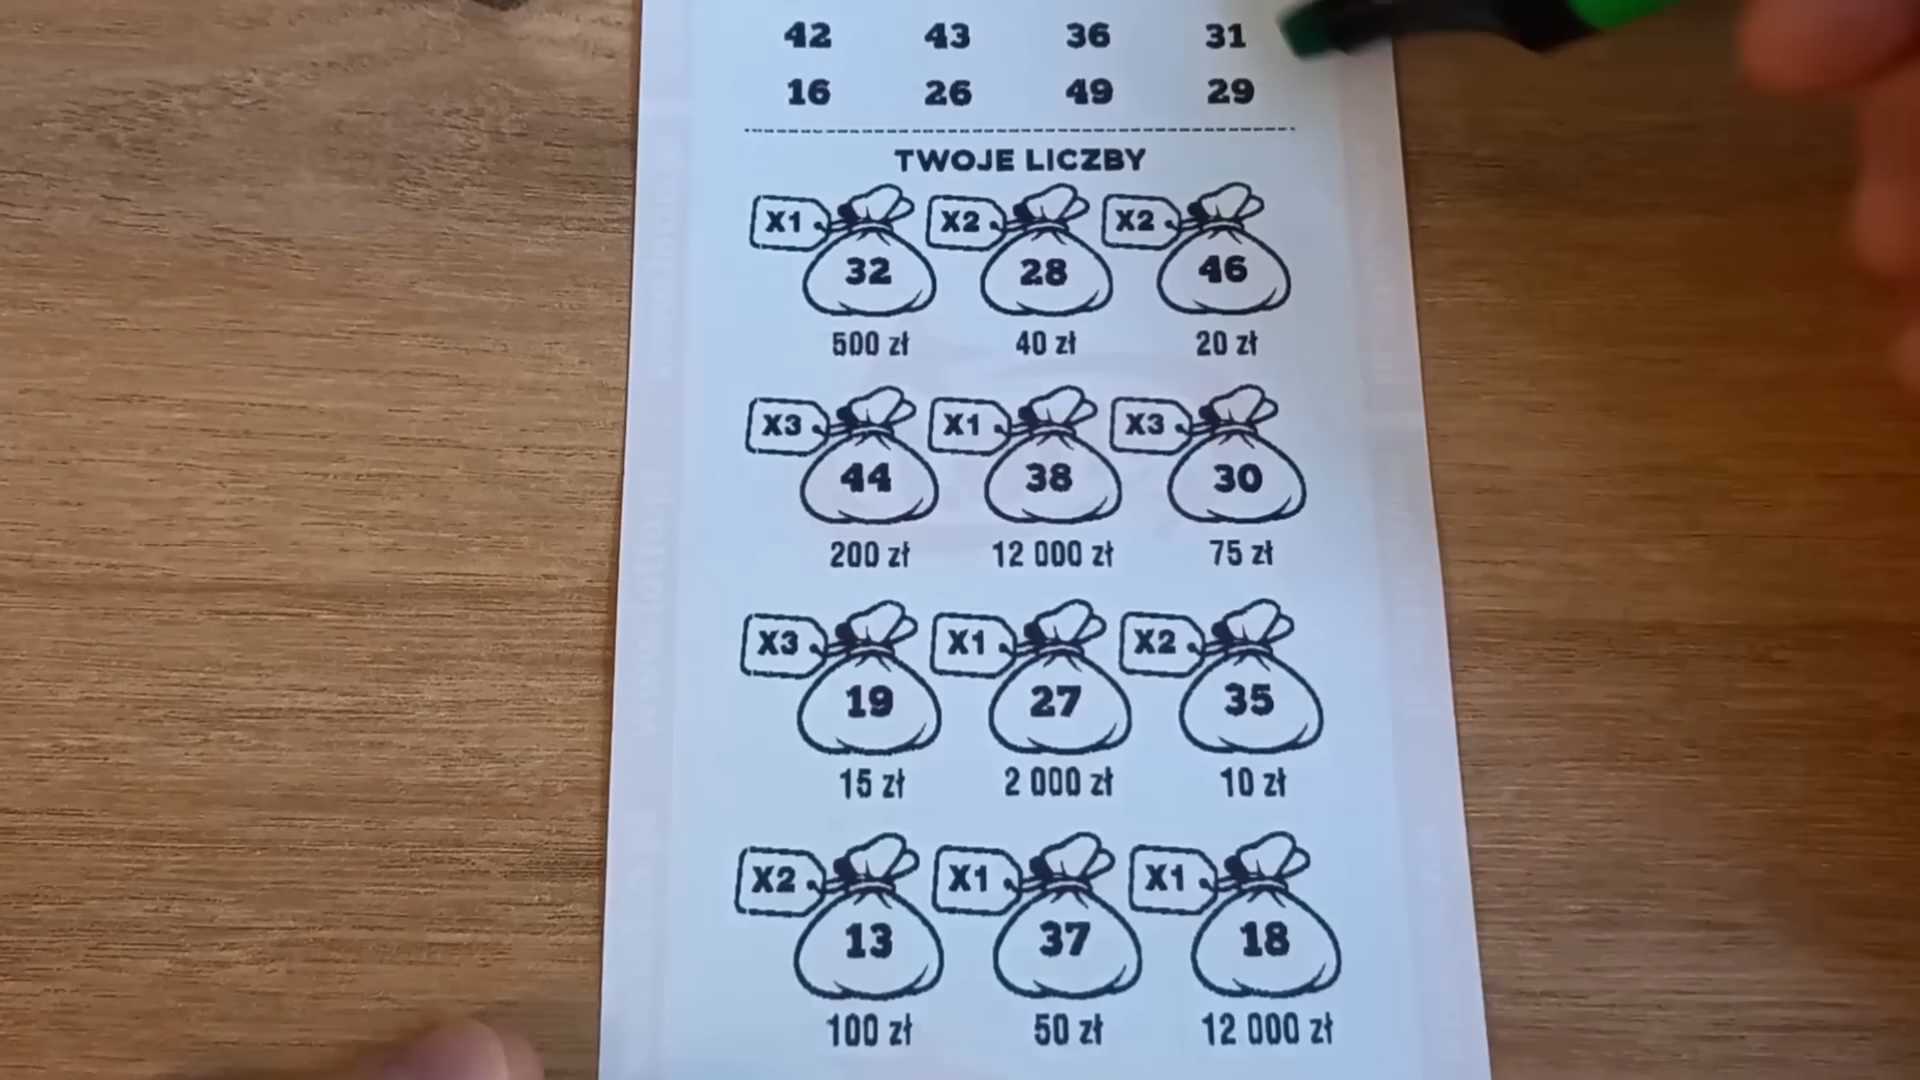 42 43 36 31
16 26 49 29
TWOJE LICZBY
X1 X2 X2
32 28 46
500 zł 40 zł 20 zł
X3 X1 X3
44 38 30
200 zł 12 000 zł 75 zł
X3 X1 X2
19 27 35
15 zł 2 000 zł 10 zł
X2 X1 X1
13 37 18
100 zł 50 zł 12 000 zł